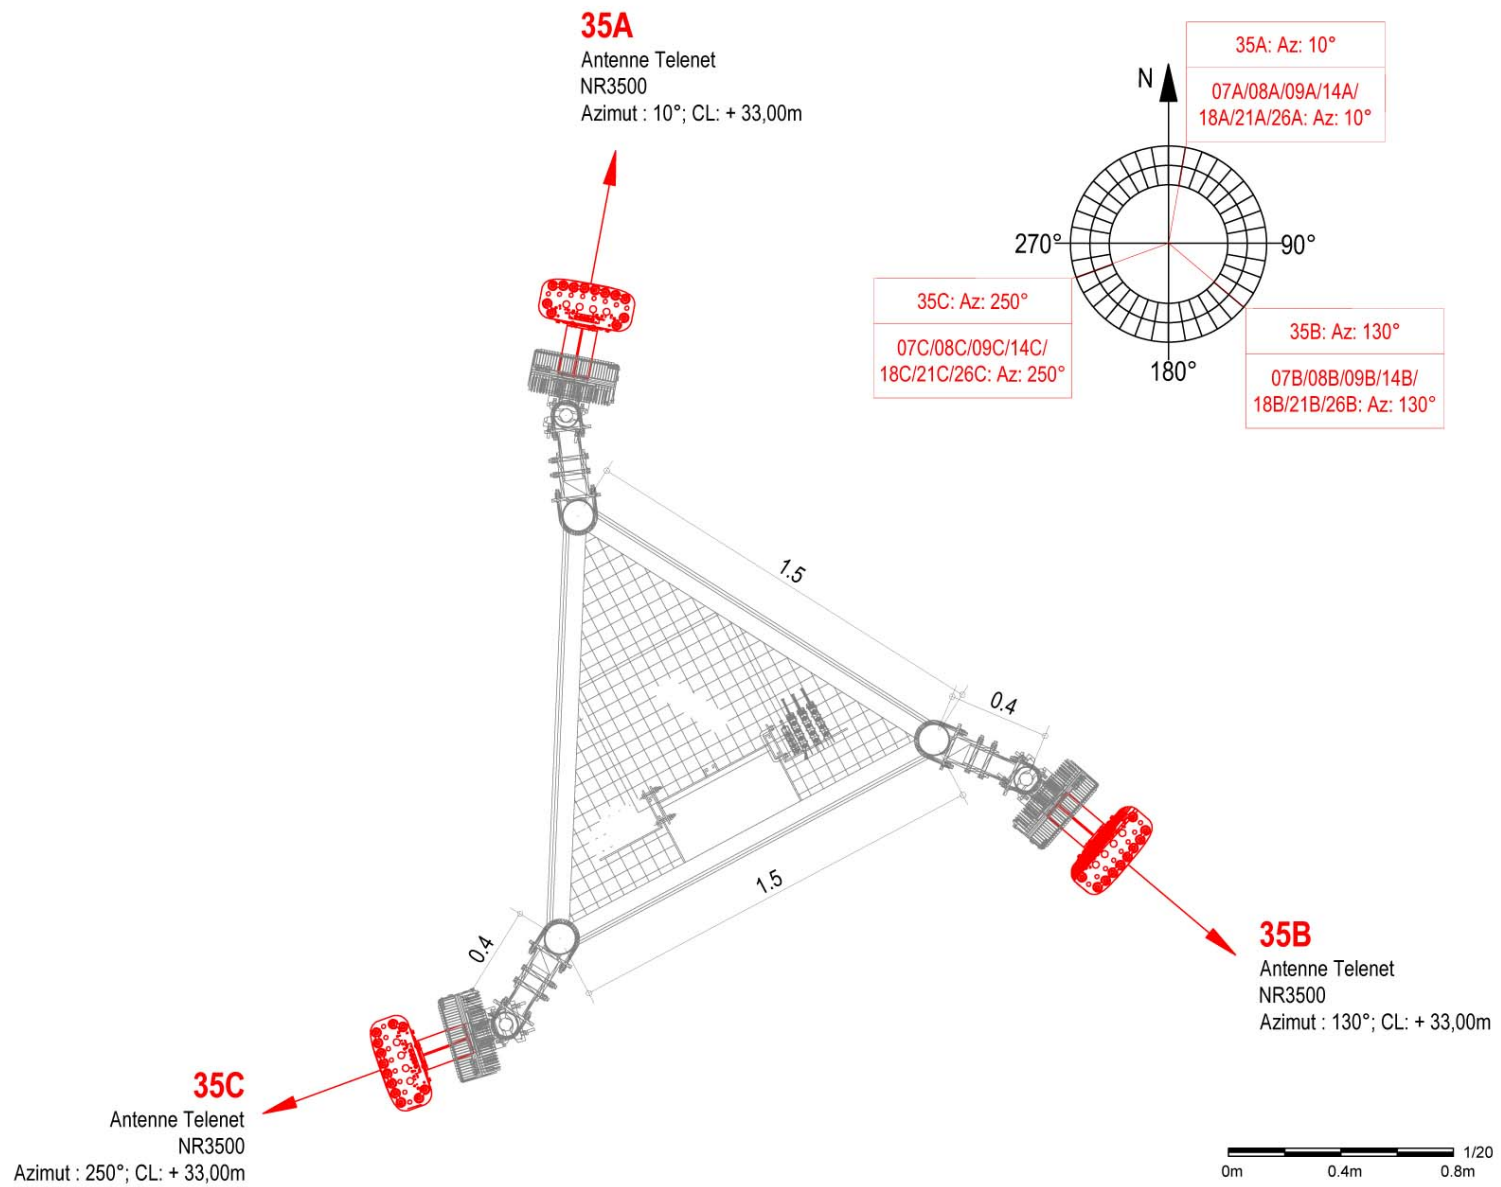 35A
Antenne Telenet
NR3500
Azimut : 10°; CL: + 33,00m
N
35A: Az: 10°
07A/08A/09A/14A/
18A/21A/26A: Az: 10°
270°
90°
180°
35C: Az: 250°
07C/08C/09C/14C/
18C/21C/26C: Az: 250°
35B: Az: 130°
07B/08B/09B/14B/
18B/21B/26B: Az: 130°
1.5
0.4
1.5
0.4
35B
Antenne Telenet
NR3500
Azimut : 130°; CL: + 33,00m
35C
Antenne Telenet
NR3500
Azimut : 250°; CL: + 33,00m
1/20
0m 0.4m 0.8m